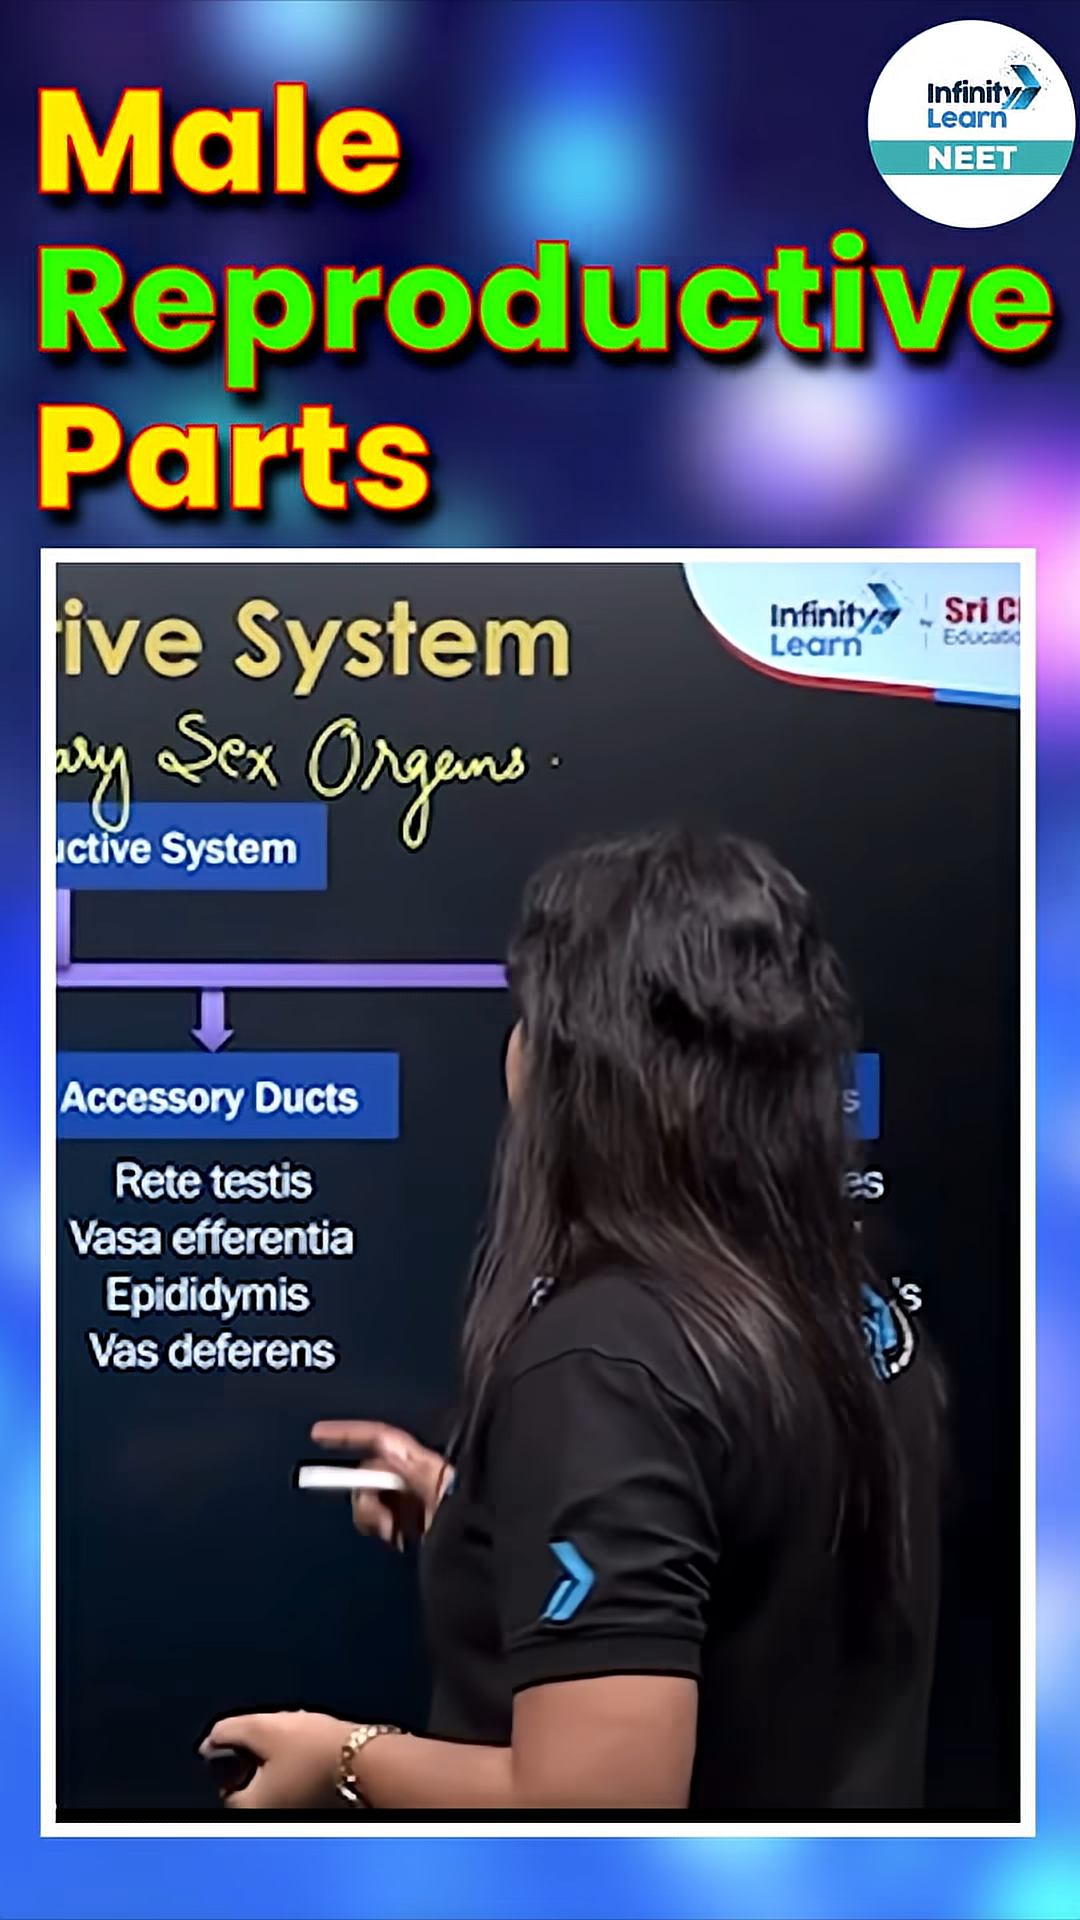 Male
Reproductive
Parts
Infinity
Learn
NEET
ive System
Infinity
Learn
by
Sri
Sex Organs.
System
Accessory Ducts
Rete testis
Vasa efferentia
Epididymis
Vas deferens